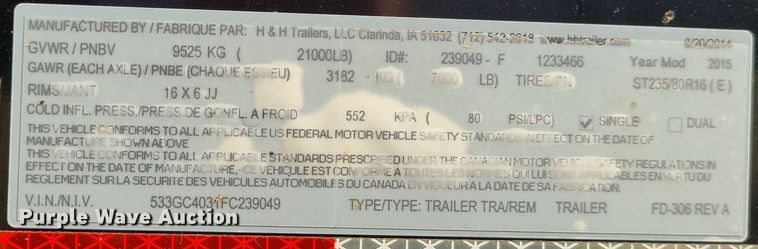 MANUFACTURED BY / FABRIQUE PAR: H & H Trailers, LLC Clarinda, IA 51632 (712) 542-2618 www.hhtrailer.com 8/20/2014
GVWR / PNBV 9525 KG ( 21000LB) ID#: 239049 - F 1233466 Year Mod 2015
GAWR (EACH AXLE) / PNBE (CHAQUE ESSIEU) 3182 KG ( 7000 LB) TIRES/PN ST235/80R16 ( E )
RIMS/JANT 16 X 6 JJ
COLD INFL. PRESS./PRESS. DE GONFL. A FROID 552 KPA ( 80 PSI/LPC) SINGLE DUAL
THIS VEHICLE CONFORMS TO ALL APPLICABLE US FEDERAL MOTOR VEHICLE SAFETY STANDARDS IN EFFECT ON THE DATE OF
MANUFACTURE SHOWN ABOVE
THIS VEHICLE CONFORMS TO ALL APPLICABLE STANDARDS PRESCRIBED UNDER THE CANADIAN MOTOR VEHICLE SAFETY REGULATIONS IN
EFFECT ON THE DATE OF MANUFACTURE,-CE VEHICULE EST CONFORME A TOUTES LES NORMES QUI LUI SONT APPLICABLES EN VERTU DU
REGLEMENT SUR LA SECURITE DES VEHICULES AUTOMOBILES DU CANADA EN VIGUEUR A LA DATE DE SA FABRICATION.
V.I.N./N.I.V. 533GC4031FC239049 TYPE/TYPE: TRAILER TRA/REM TRAILER FD-306 REV A
Purple Wave Auction